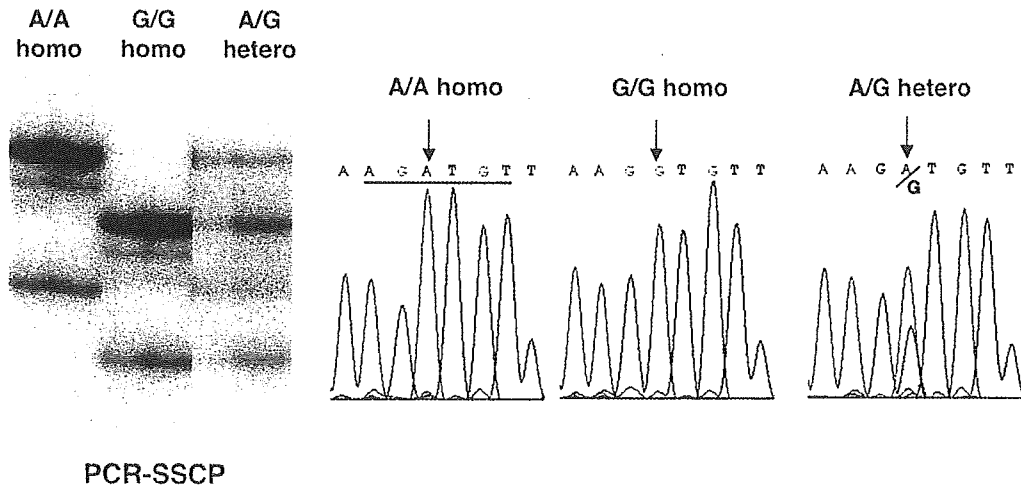 A/A homo
G/G homo
A/G hetero
A/A homo
G/G homo
A/G hetero
A A G A T G T T
A A G G T G T T
A A G A/G T G T T
PCR-SSCP